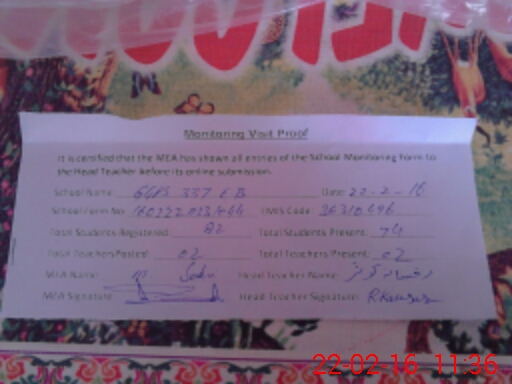 Monitoring Visit Proof
It is certified that the MEA has shown all entries of the School Monitoring Form to
the Head Teacher before its online submission.
School Name: GGPS 337 EB Date: 22-2-16
School Form No: EMIS Code:
Total Students Registered: 82 Total Students Present: 74
Total Teachers Posted: 02 Total Teachers Present: 02
MEA Name: Head Teacher Name:
MEA Signature: Head Teacher Signature:
22-02-16 11:36